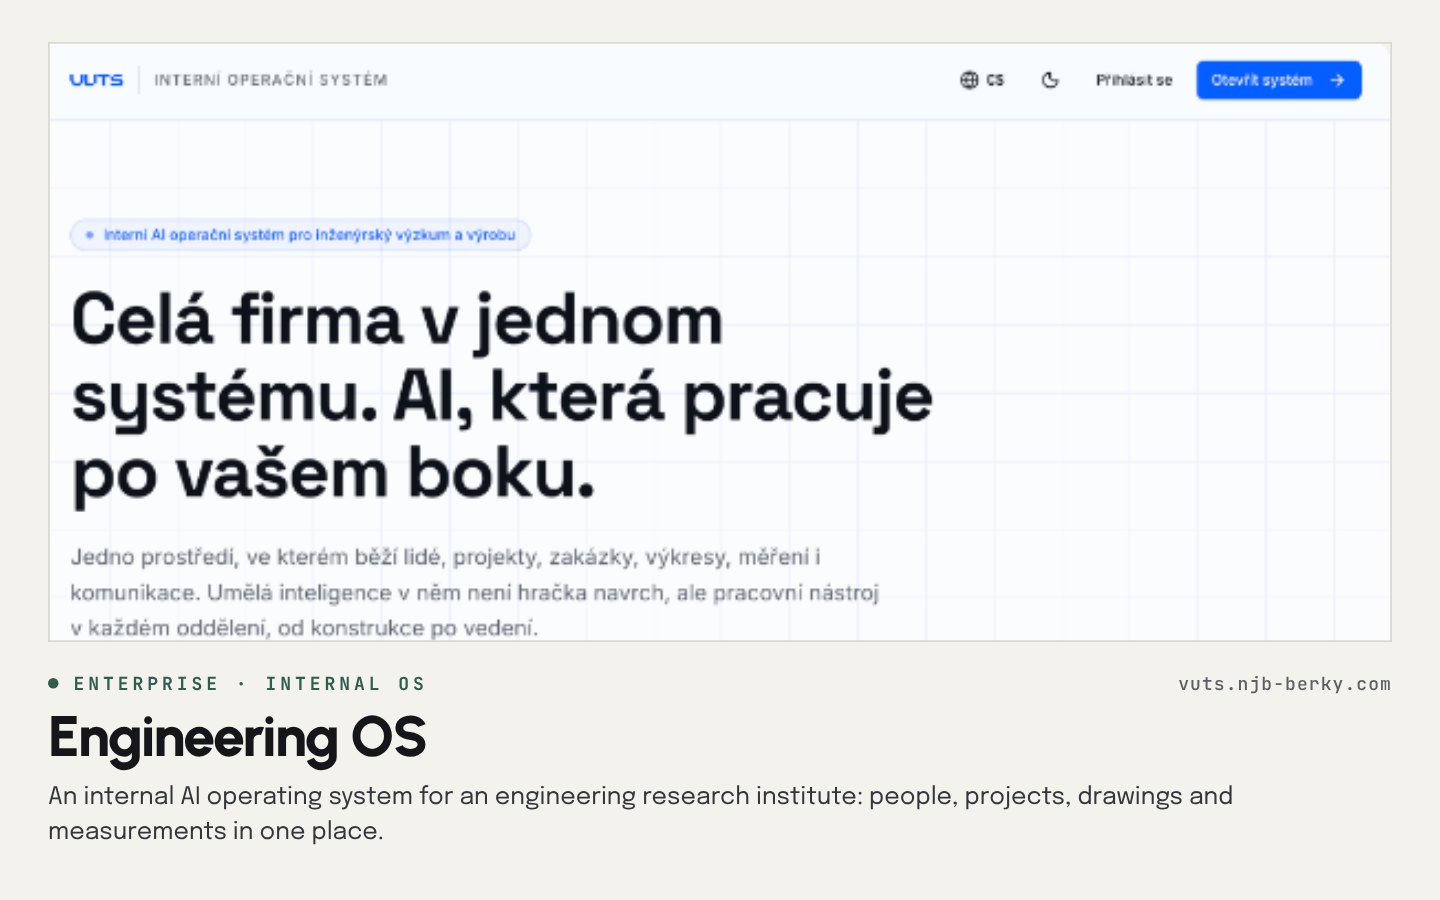 VUTS
INTERNÍ OPERAČNÍ SYSTÉM
CS
Přihlásit se
Otevřít systém →
Interní AI operační systém pro inženýrský výzkum a výrobu
Celá firma v jednom
systému. AI, která pracuje
po vašem boku.
Jedno prostředí, ve kterém běží lidé, projekty, zakázky, výkresy, měření i
komunikace. Umělá inteligence v něm není hračka navrch, ale pracovní nástroj
v každém oddělení, od konstrukce po vedení.
ENTERPRISE · INTERNAL OS
vuts.njb-berky.com
Engineering OS
An internal AI operating system for an engineering research institute: people, projects, drawings and
measurements in one place.